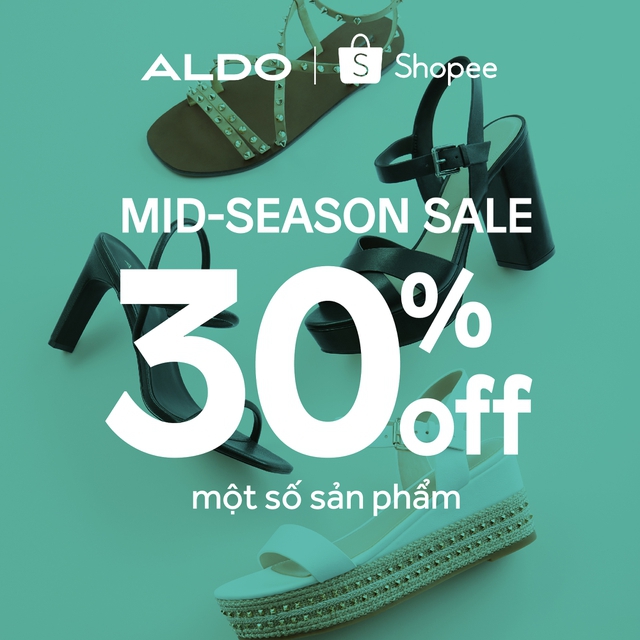 ALDO | S Shopee
MID-SEASON SALE
30% off
một số sản phẩm